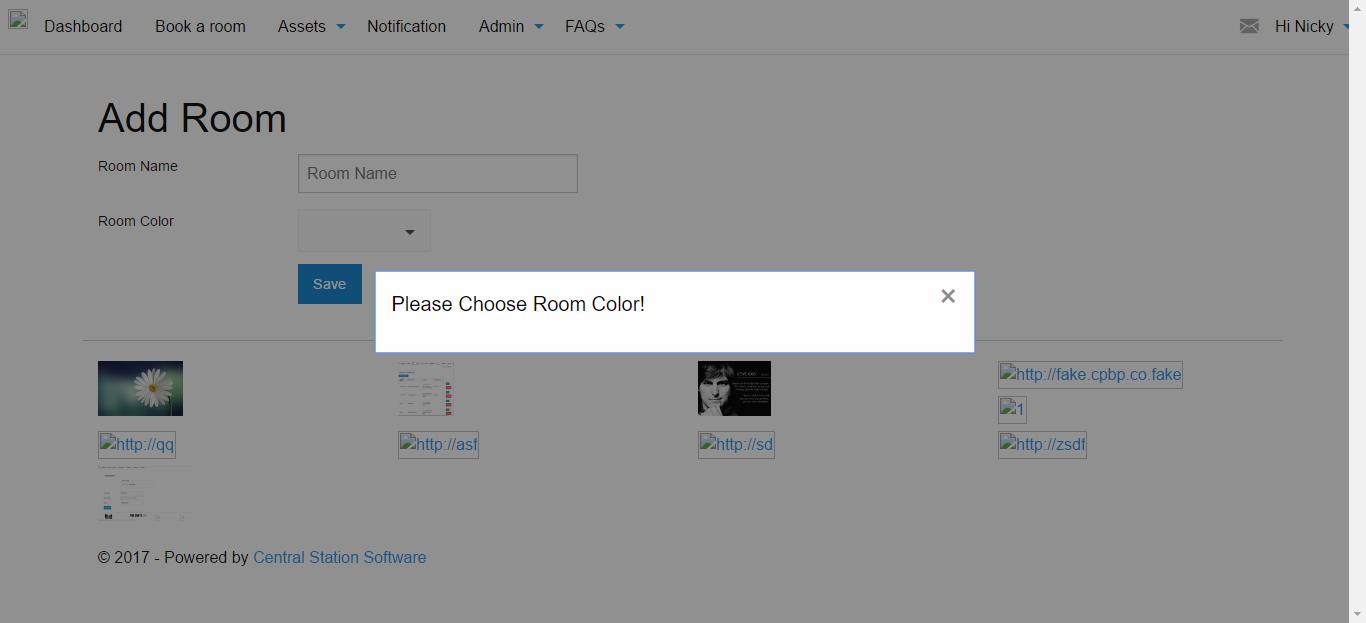 Dashboard Book a room Assets Notification Admin FAQs Hi Nicky
Add Room
Room Name Room Name
Room Color
Save
Please Choose Room Color! ×
http://fake.cpbp.co.fake
1
http://qq http://asf http://sd http://zsdf
© 2017 - Powered by Central Station Software